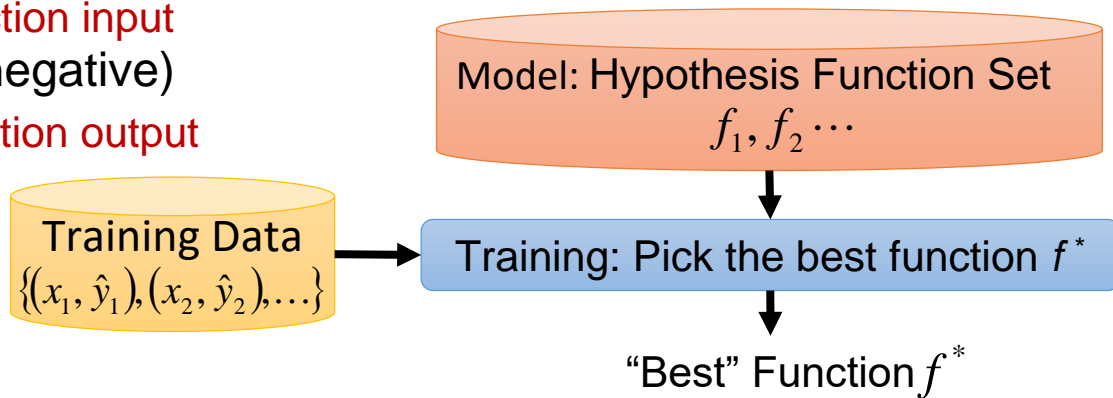 ction input
negative)
tion output
Model: Hypothesis Function Set
f₁, f₂ ⋯
Training Data
{(x₁, ŷ₁),(x₂, ŷ₂),…}
Training: Pick the best function f*
“Best” Function f*